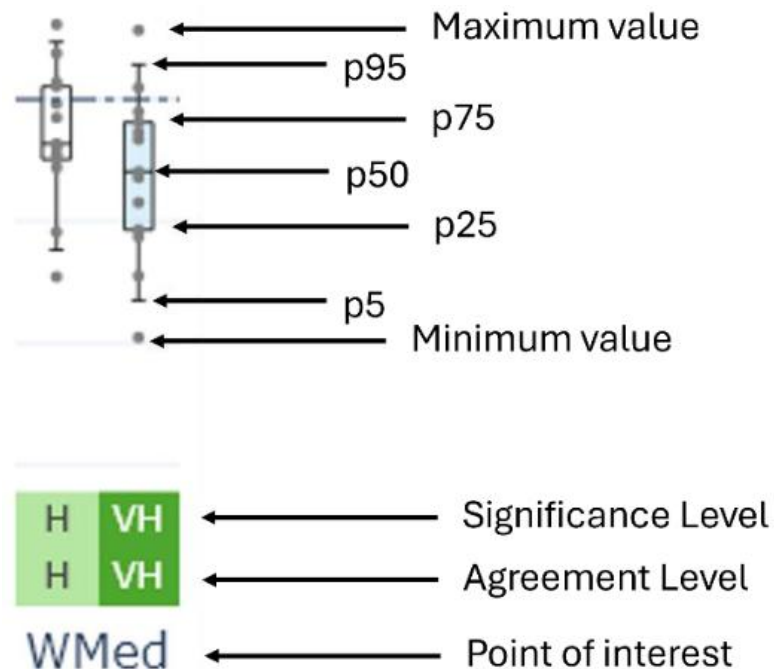 Maximum value
p95
p75
p50
p25
p5
Minimum value
H VH Significance Level
H VH Agreement Level
WMed Point of interest